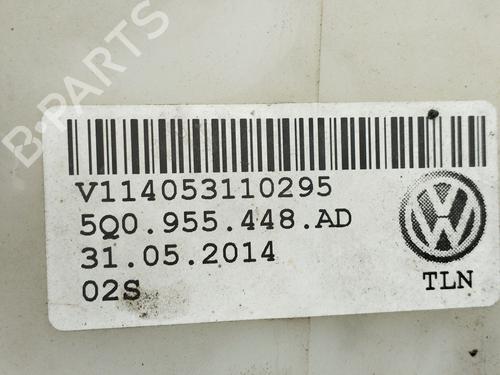 B-PARTS
V114053110295
5Q0.955.448.AD
31.05.2014
02S
TLN